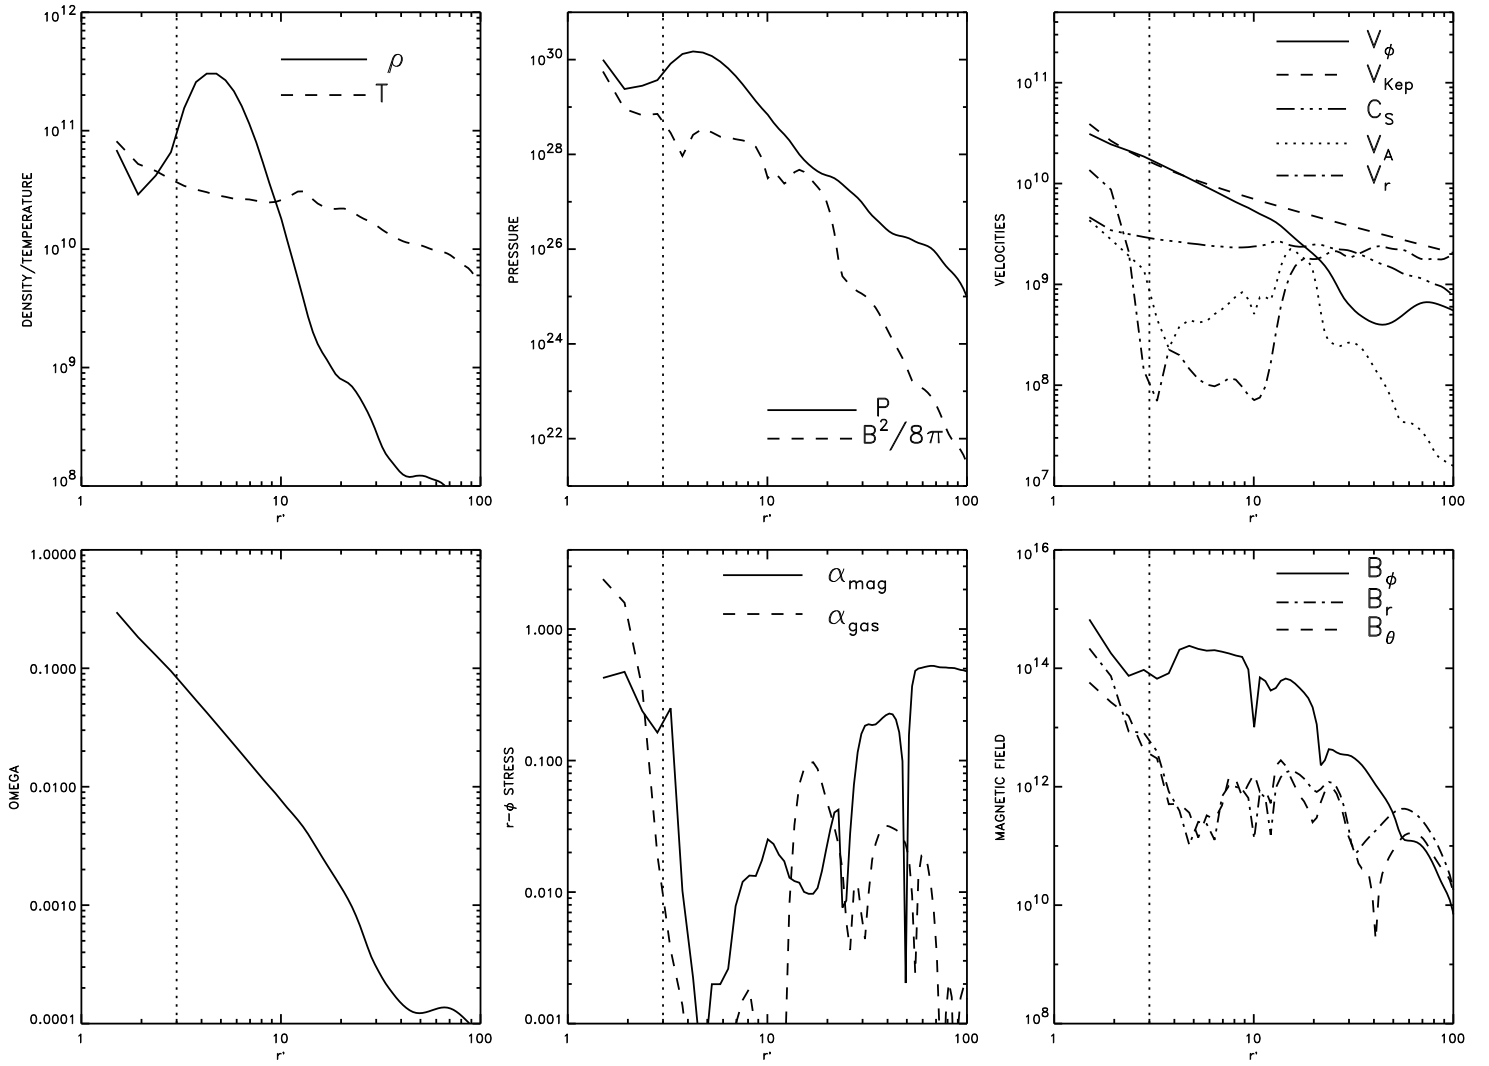 10^12
10^11
10^10
10^9
10^8
DENSITY/TEMPERATURE
ρ
T
1 10 100
r'
10^30
10^28
10^26
10^24
10^22
PRESSURE
P
B^2/8π
1 10 100
r'
10^11
10^10
10^9
10^8
10^7
VELOCITIES
V_ϕ
V_Kep
C_S
V_A
V_r
1 10 100
r'
1.0000
0.1000
0.0100
0.0010
0.0001
OMEGA
1 10 100
r'
1.000
0.100
0.010
0.001
r-ϕ STRESS
α_mag
α_gas
1 10 100
r'
10^16
10^14
10^12
10^10
10^8
MAGNETIC FIELD
B_ϕ
B_r
B_θ
1 10 100
r'